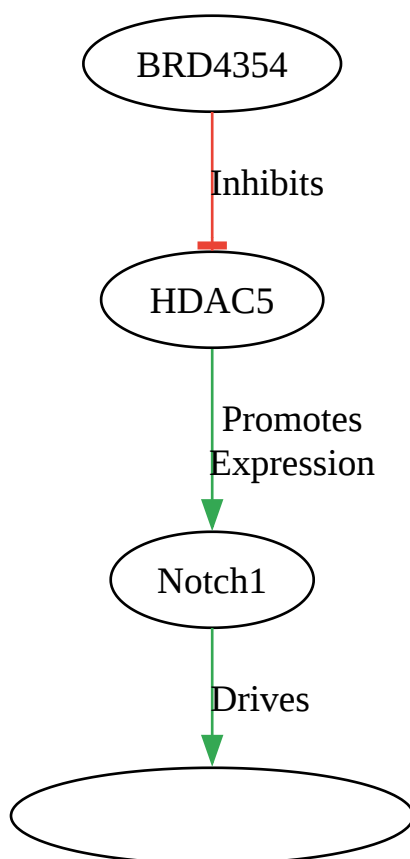 BRD4354
Inhibits
HDAC5
Promotes
Expression
Notch1
Drives